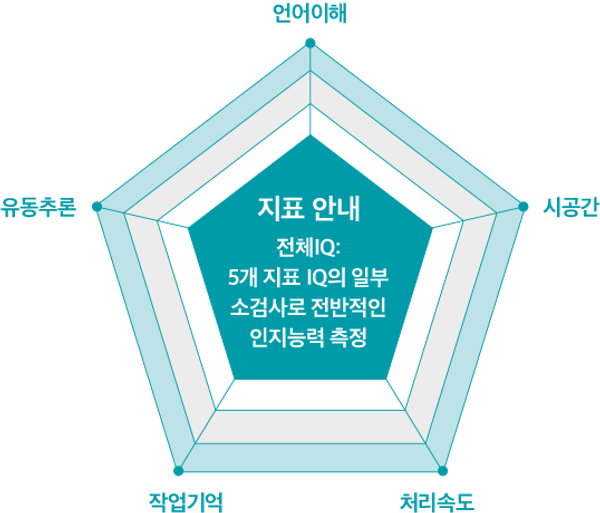 언어이해
유동추론
시공간
지표 안내
전체IQ:
5개 지표 IQ의 일부
소검사로 전반적인
인지능력 측정
작업기억
처리속도